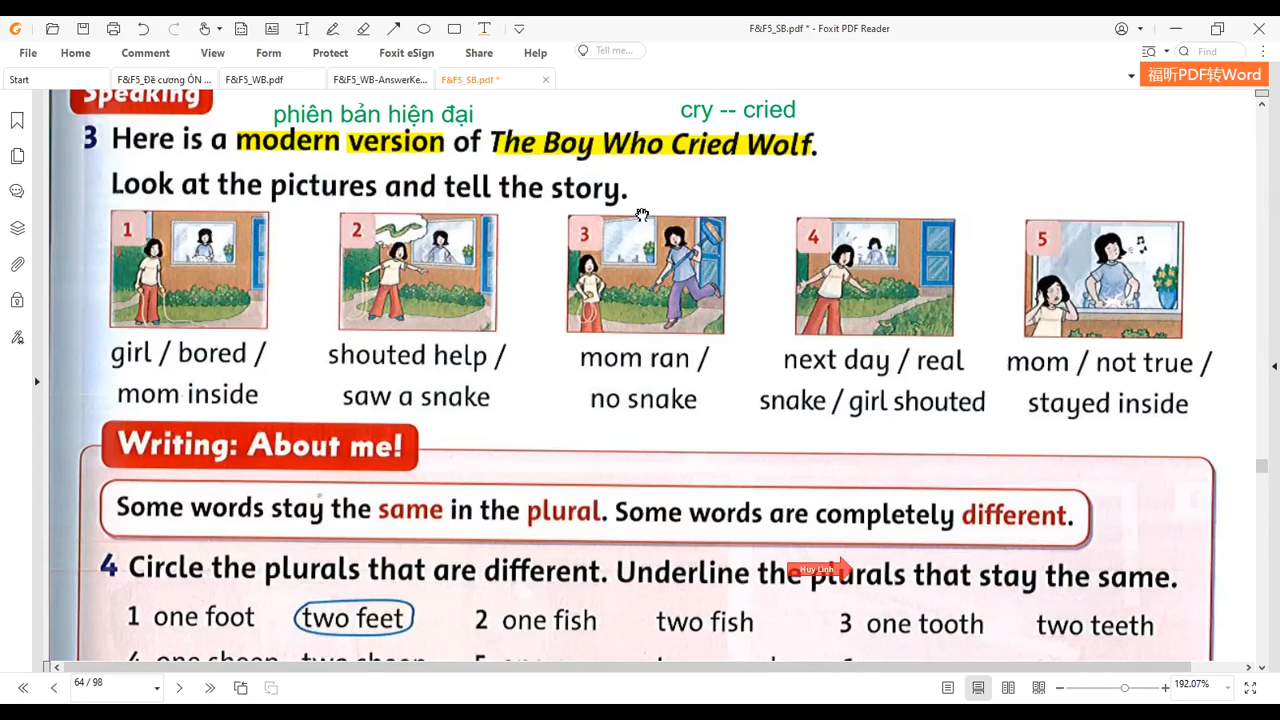 F&F5_SB.pdf * - Foxit PDF Reader
File Home Comment View Form Protect Foxit eSign Share Help Tell me... Find
Start F&F5_Đề cương ÔN ... F&F5_WB.pdf F&F5_WB-AnswerKe... F&F5_SB.pdf *
福昕PDF转Word
Speaking
phiên bản hiện đại cry -- cried
3 Here is a modern version of The Boy Who Cried Wolf.
Look at the pictures and tell the story.
1 2 3 4 5
girl / bored / shouted help / mom ran / next day / real mom / not true /
mom inside saw a snake no snake snake / girl shouted stayed inside
Writing: About me!
Some words stay the same in the plural. Some words are completely different.
4 Circle the plurals that are different. Underline the plurals that stay the same.
Huy Linh
1 one foot two feet 2 one fish two fish 3 one tooth two teeth
4 one sheep two sheep 5
64 / 98 192.07%